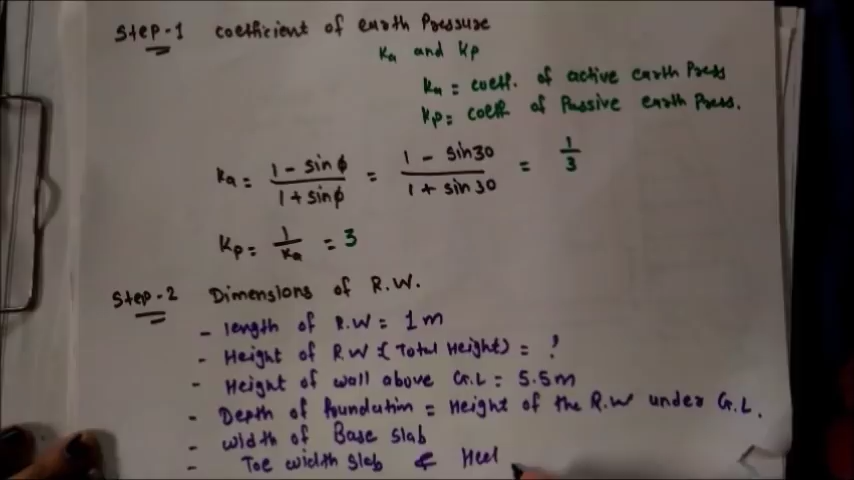 Step-1 coefficient of earth Pressure
Ka and Kp
Ka = coeff. of active earth Press
Kp = coeff of Passive earth Press.
Ka = 1 - sinϕ / 1 + sinϕ = 1 - sin30 / 1 + sin30 = 1/3
Kp = 1/Ka = 3
Step-2 Dimensions of R.W.
- length of R.W = 1m
- Height of R.W (Total Height) = ?
- Height of wall above G.L = 5.5m
- Depth of foundation = Height of the R.W under G.L.
- width of Base slab
- Toe width slab & Heel